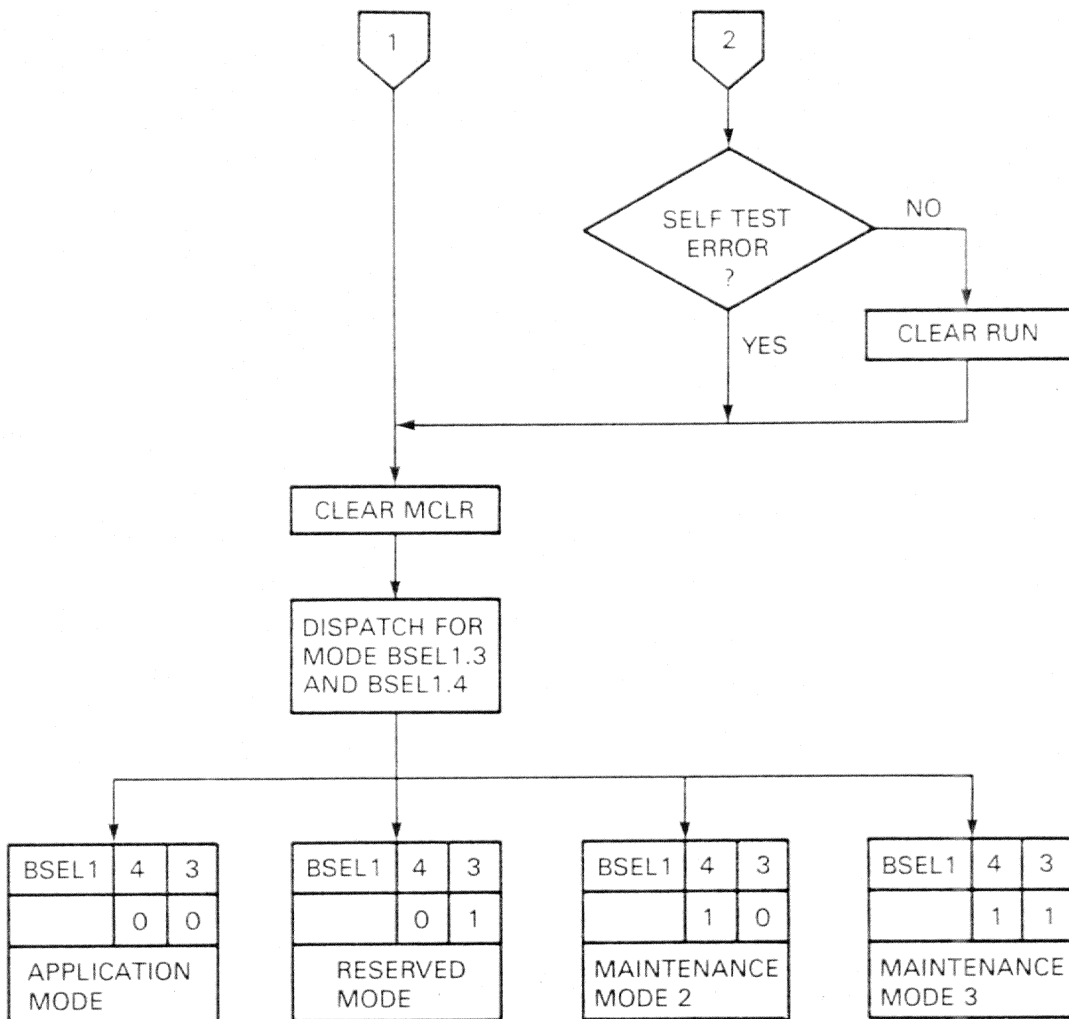 1
2
SELF TEST
ERROR
?
NO
YES
CLEAR RUN
CLEAR MCLR
DISPATCH FOR
MODE BSEL1.3
AND BSEL1.4
BSEL1 4 3
0 0
APPLICATION
MODE
BSEL1 4 3
0 1
RESERVED
MODE
BSEL1 4 3
1 0
MAINTENANCE
MODE 2
BSEL1 4 3
1 1
MAINTENANCE
MODE 3